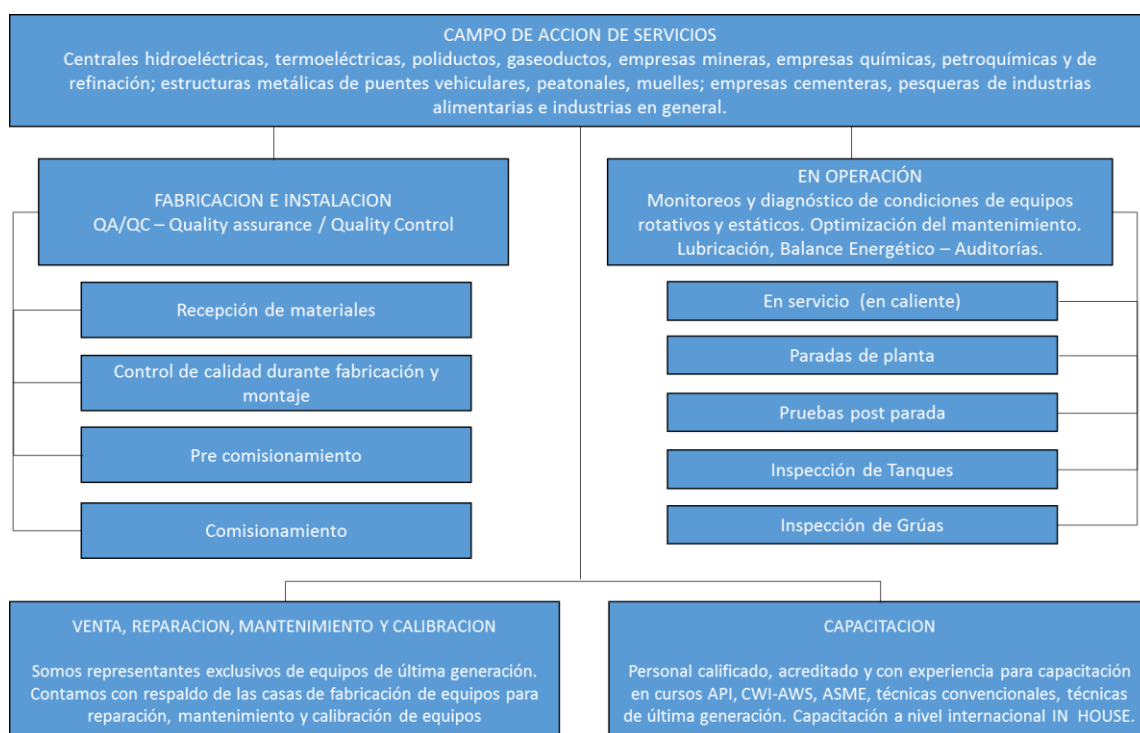 CAMPO DE ACCION DE SERVICIOS
Centrales hidroeléctricas, termoeléctricas, poliductos, gaseoductos, empresas mineras, empresas químicas, petroquímicas y de
refinación; estructuras metálicas de puentes vehiculares, peatonales, muelles; empresas cementeras, pesqueras de industrias
alimentarias e industrias en general.
FABRICACION E INSTALACION
QA/QC – Quality assurance / Quality Control
Recepción de materiales
Control de calidad durante fabricación y
montaje
Pre comisionamiento
Comisionamiento
EN OPERACIÓN
Monitoreos y diagnóstico de condiciones de equipos
rotativos y estáticos. Optimización del mantenimiento.
Lubricación, Balance Energético – Auditorías.
En servicio (en caliente)
Paradas de planta
Pruebas post parada
Inspección de Tanques
Inspección de Grúas
VENTA, REPARACION, MANTENIMIENTO Y CALIBRACION
Somos representantes exclusivos de equipos de última generación.
Contamos con respaldo de las casas de fabricación de equipos para
reparación, mantenimiento y calibración de equipos
CAPACITACION
Personal calificado, acreditado y con experiencia para capacitación
en cursos API, CWI-AWS, ASME, técnicas convencionales, técnicas
de última generación. Capacitación a nivel internacional IN HOUSE.